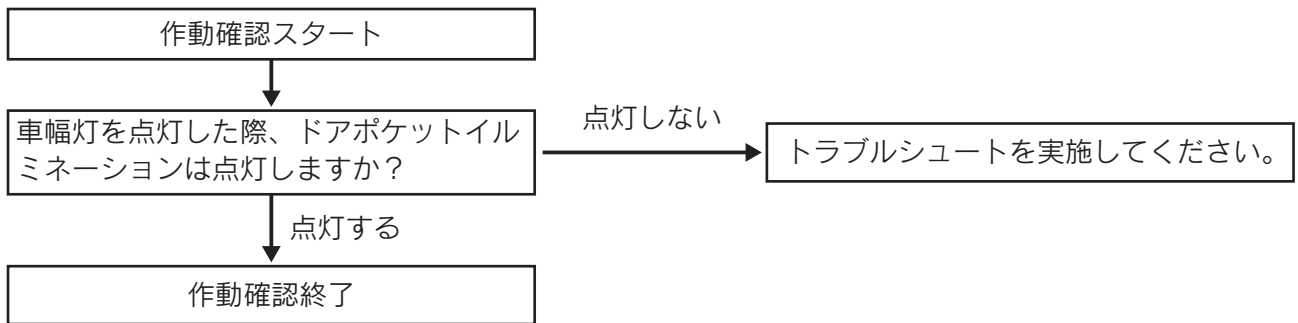 作動確認スタート
車幅灯を点灯した際、ドアポケットイル
ミネーションは点灯しますか？
点灯しない
トラブルシュートを実施してください。
点灯する
作動確認終了